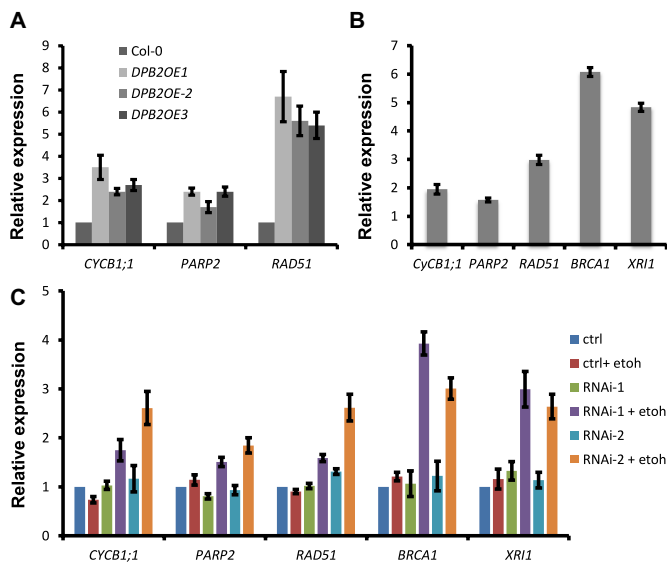 A
Relative expression
9
8
7
6
5
4
3
2
1
0
Col-0
DPB2OE1
DPB2OE-2
DPB2OE3
CYCB1;1 PARP2 RAD51
B
Relative expression
7
6
5
4
3
2
1
0
CyCB1;1 PARP2 RAD51 BRCA1 XRI1
C
Relative expression
5
4
3
2
1
0
ctrl
ctrl+ etoh
RNAi-1
RNAi-1 + etoh
RNAi-2
RNAi-2 + etoh
CYCB1;1 PARP2 RAD51 BRCA1 XRI1